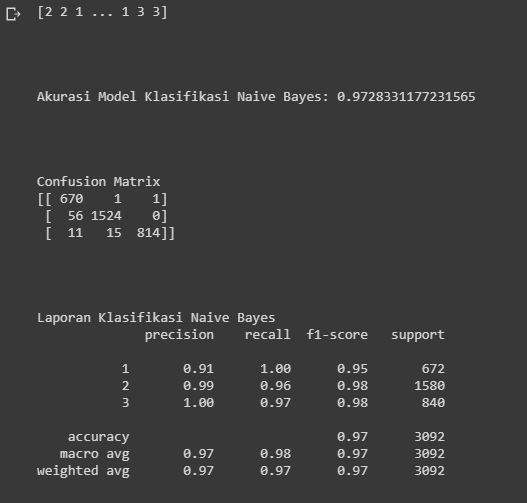 [2 2 1 ... 1 3 3]
Akurasi Model Klasifikasi Naive Bayes: 0.9728331177231565
Confusion Matrix
[[ 670    1    1]
 [  56 1524    0]
 [  11   15  814]]
Laporan Klasifikasi Naive Bayes
              precision    recall  f1-score   support
           1       0.91      1.00      0.95       672
           2       0.99      0.96      0.98      1580
           3       1.00      0.97      0.98       840
    accuracy                           0.97      3092
   macro avg       0.97      0.98      0.97      3092
weighted avg       0.97      0.97      0.97      3092